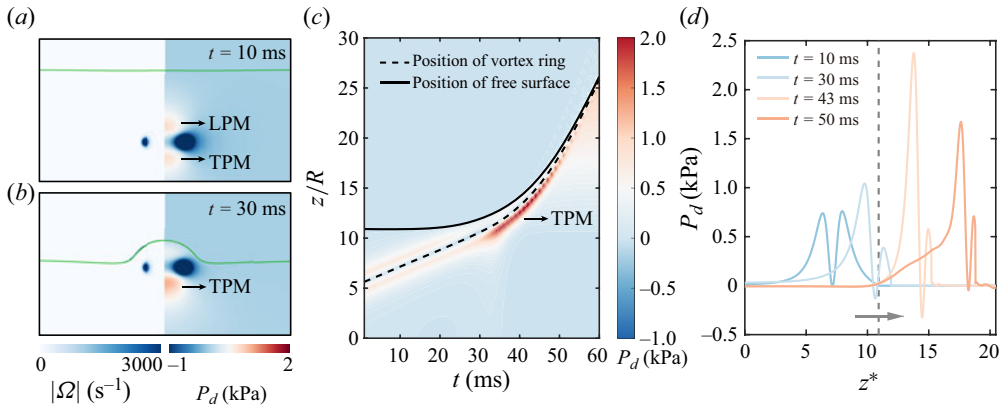 (a)
t = 10 ms
LPM
TPM
(b)
t = 30 ms
TPM
0 3000
|Ω| (s⁻¹)
−1 2
P_d (kPa)
(c)
30
25
20
15
10
5
0
z/R
Position of vortex ring
Position of free surface
TPM
10 20 30 40 50 60
t (ms)
2.0
1.5
1.0
0.5
0
−0.5
−1.0
P_d (kPa)
(d)
2.5
2.0
1.5
1.0
0.5
0
−0.5
P_d (kPa)
t = 10 ms
t = 30 ms
t = 43 ms
t = 50 ms
0 5 10 15 20
z*